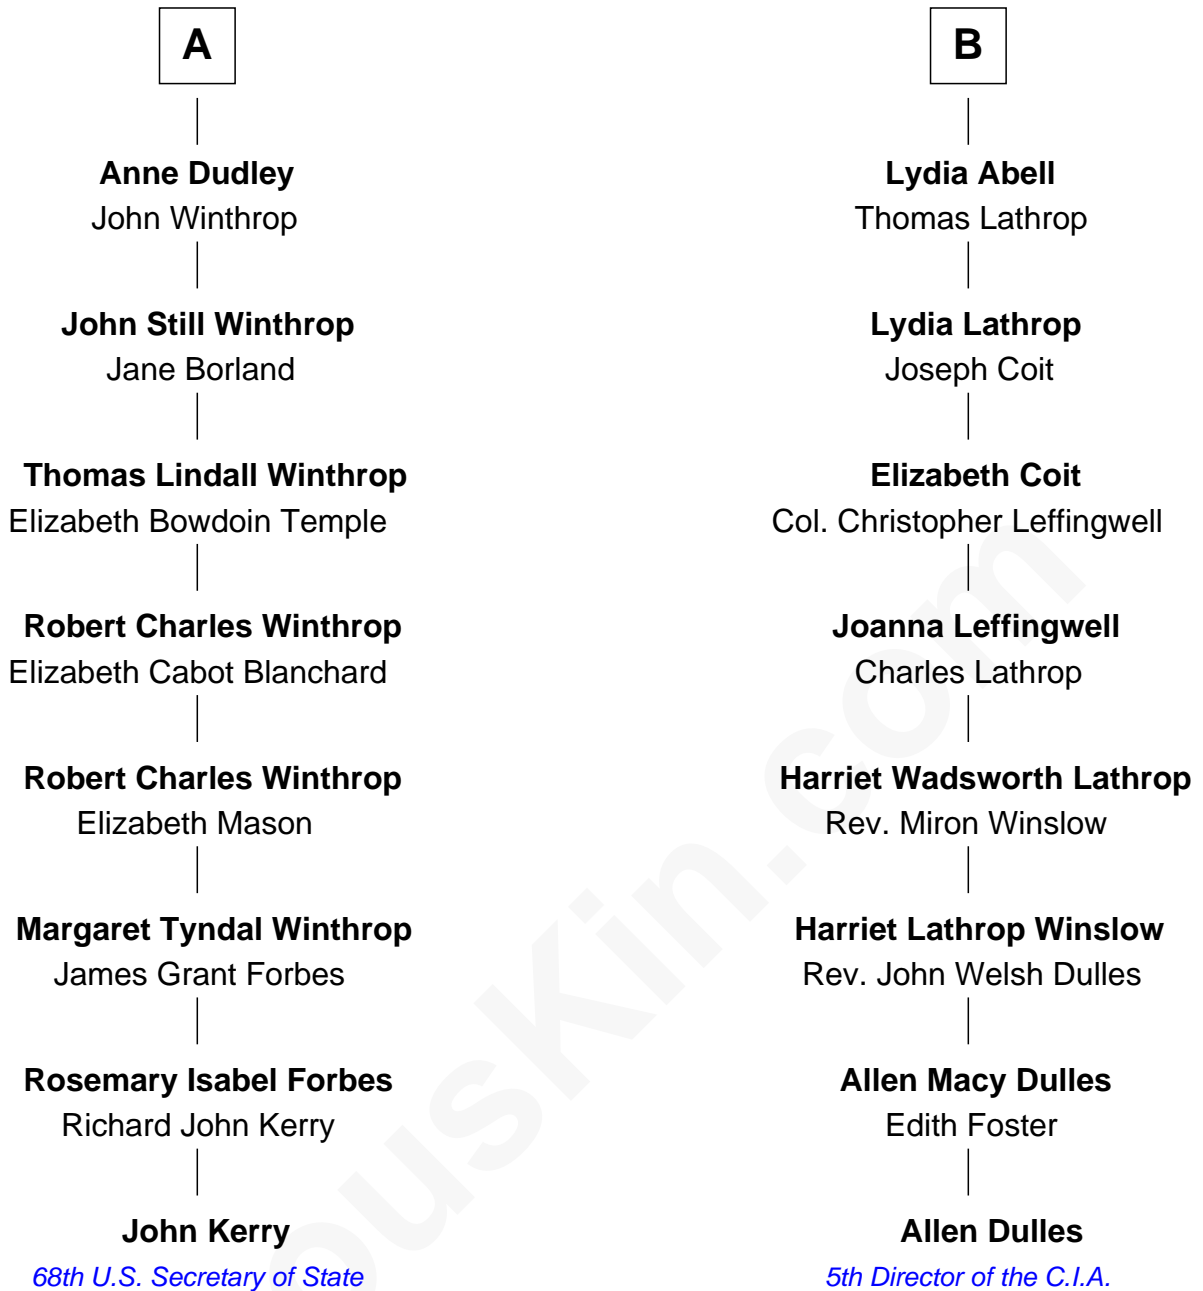 A
Anne Dudley
John Winthrop
John Still Winthrop
Jane Borland
Thomas Lindall Winthrop
Elizabeth Bowdoin Temple
Robert Charles Winthrop
Elizabeth Cabot Blanchard
Robert Charles Winthrop
Elizabeth Mason
Margaret Tyndal Winthrop
James Grant Forbes
Rosemary Isabel Forbes
Richard John Kerry
John Kerry
68th U.S. Secretary of State
B
Lydia Abell
Thomas Lathrop
Lydia Lathrop
Joseph Coit
Elizabeth Coit
Col. Christopher Leffingwell
Joanna Leffingwell
Charles Lathrop
Harriet Wadsworth Lathrop
Rev. Miron Winslow
Harriet Lathrop Winslow
Rev. John Welsh Dulles
Allen Macy Dulles
Edith Foster
Allen Dulles
5th Director of the C.I.A.
ousKin.com